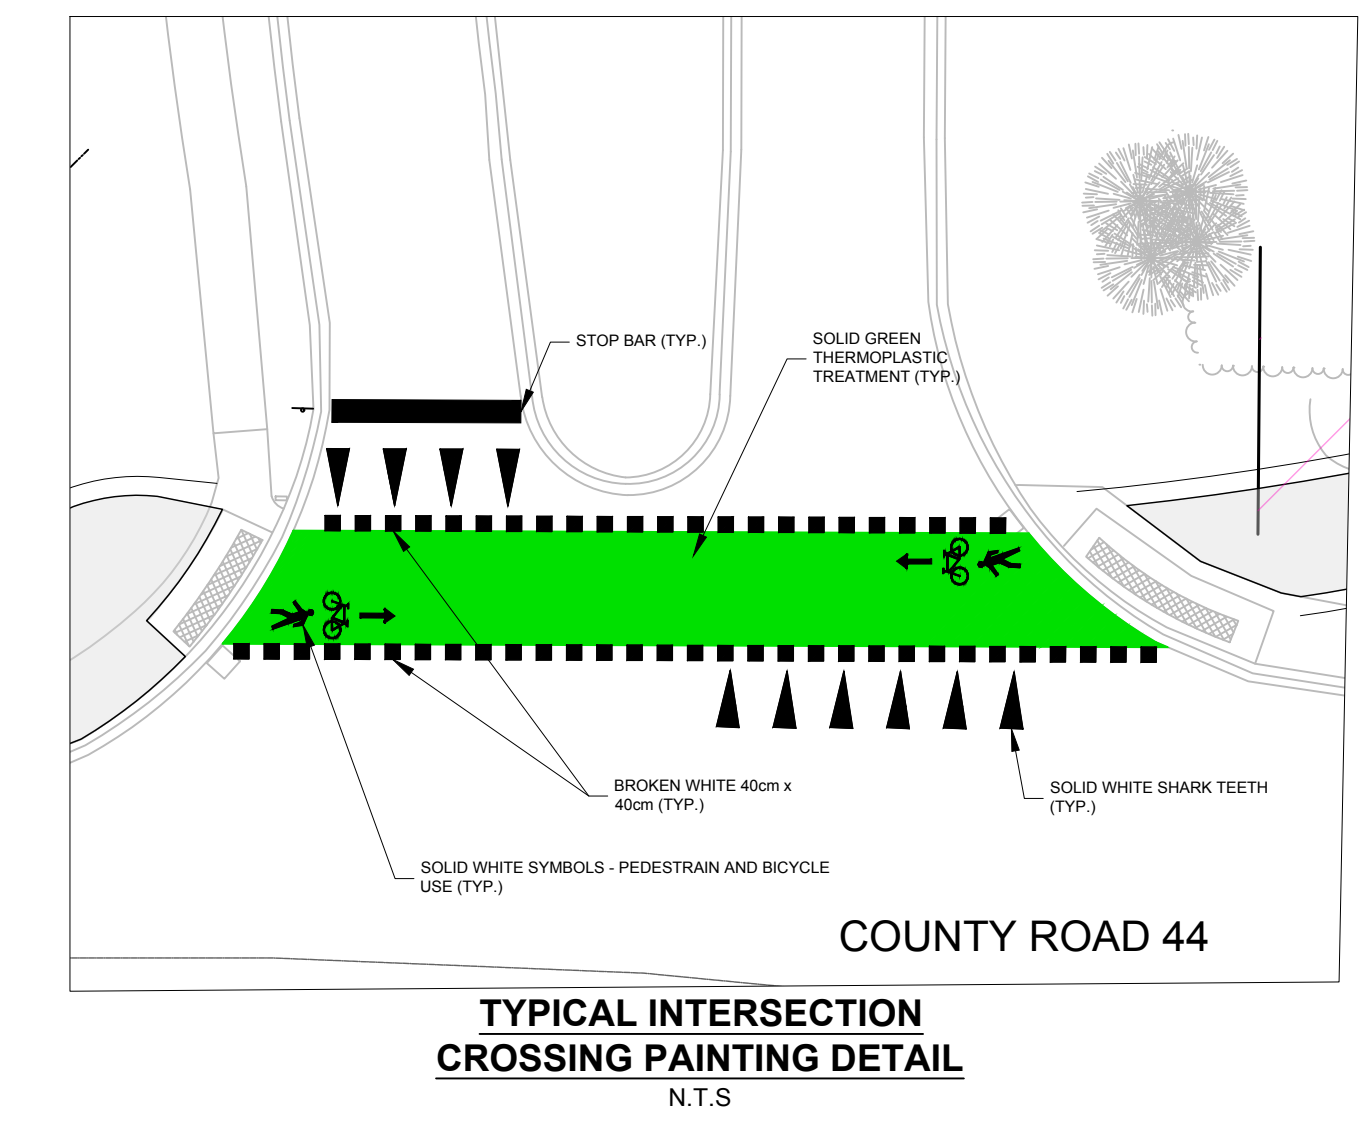 STOP BAR (TYP.)
SOLID GREEN
THERMOPLASTIC
TREATMENT (TYP.)
BROKEN WHITE 40cm x
40cm (TYP.)
SOLID WHITE SHARK TEETH
(TYP.)
SOLID WHITE SYMBOLS - PEDESTRAIN AND BICYCLE
USE (TYP.)
COUNTY ROAD 44
TYPICAL INTERSECTION
CROSSING PAINTING DETAIL
N.T.S